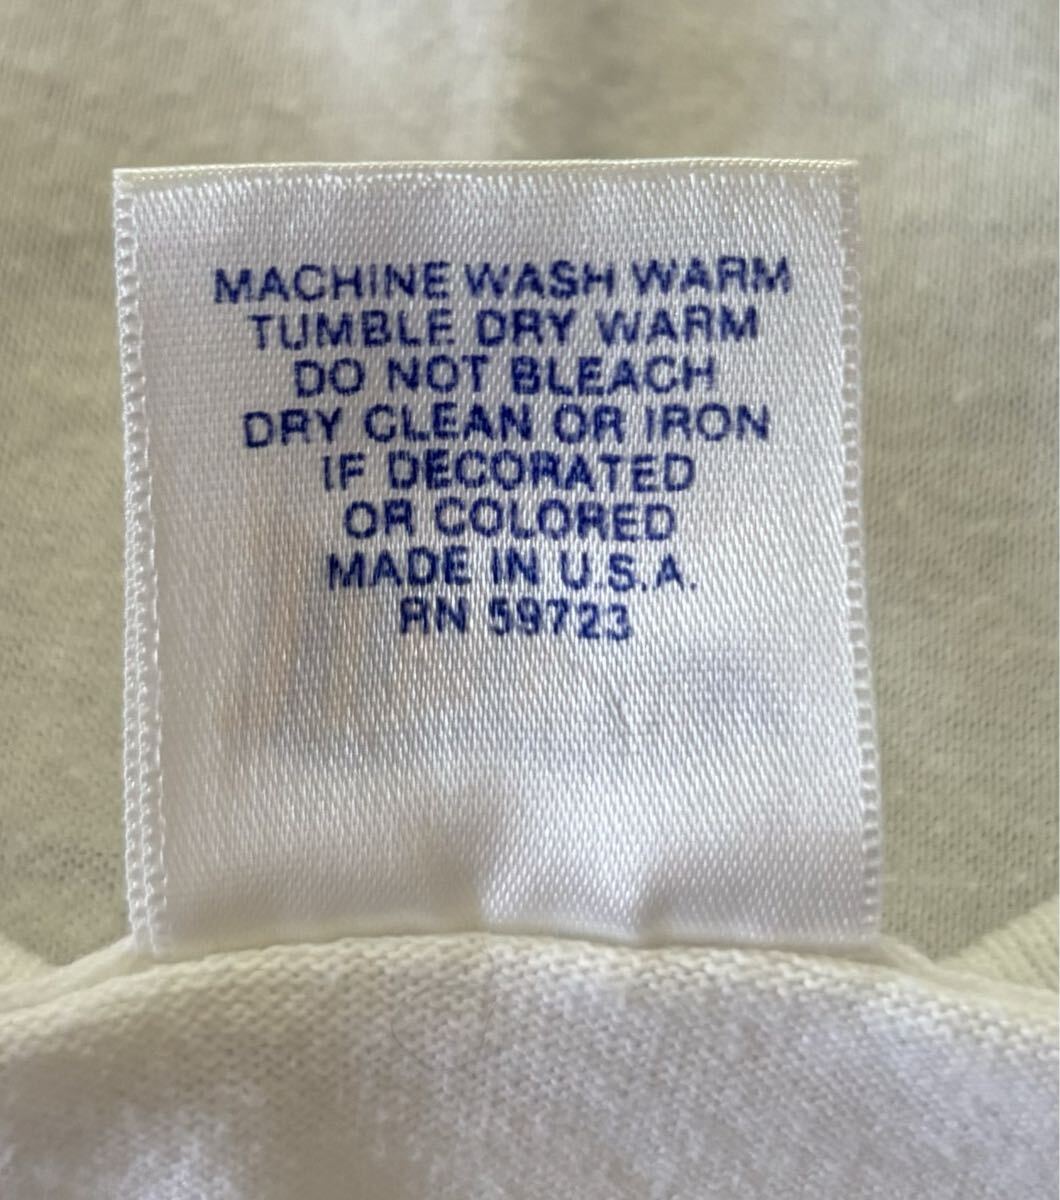 MACHINE WASH WARM
TUMBLE DRY WARM
DO NOT BLEACH
DRY CLEAN OR IRON
IF DECORATED
OR COLORED
MADE IN U.S.A.
RN 59723